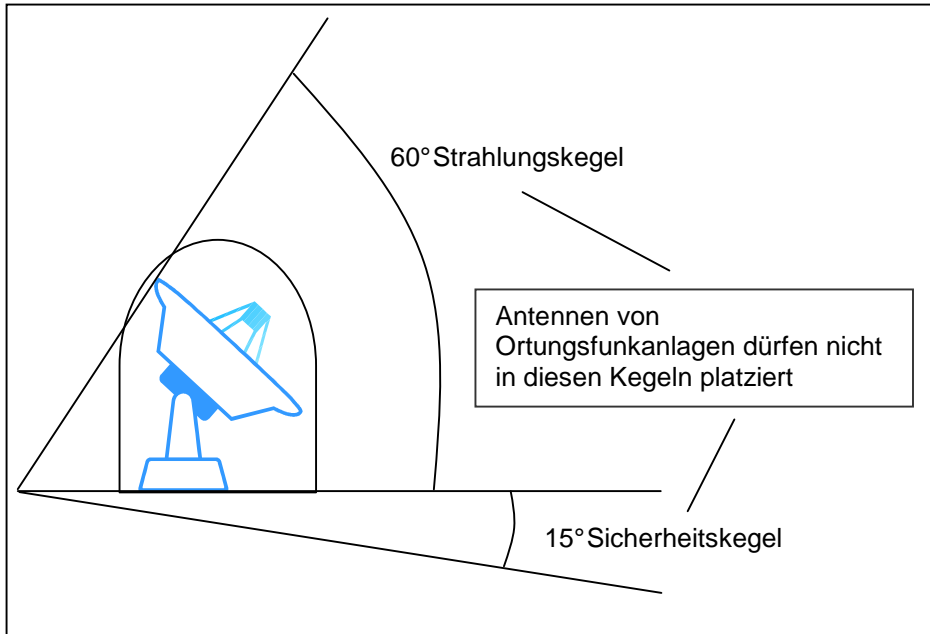 60° Strahlungskegel
Antennen von
Ortungsfunkanlagen dürfen nicht
in diesen Kegeln platziert
15° Sicherheitskegel